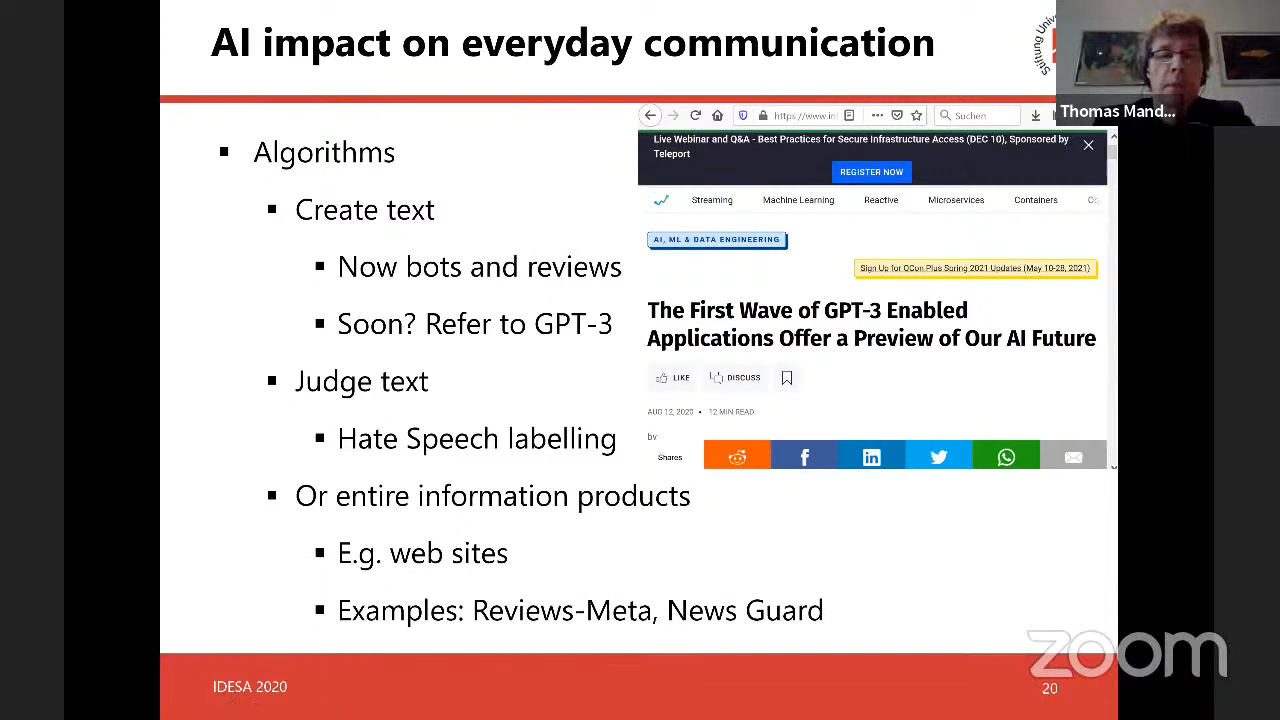 AI impact on everyday communication
Stiftung
Thomas Mand...
Algorithms
Create text
Now bots and reviews
Soon? Refer to GPT-3
Judge text
Hate Speech labelling
Or entire information products
E.g. web sites
Examples: Reviews-Meta, News Guard
https://www.in
Suchen
Live Webinar and Q&A - Best Practices for Secure Infrastructure Access (DEC 10), Sponsored by
Teleport
REGISTER NOW
Streaming Machine Learning Reactive Microservices Containers
AI, ML & DATA ENGINEERING
Sign Up for QCon Plus Spring 2021 Updates (May 10-28, 2021)
The First Wave of GPT-3 Enabled
Applications Offer a Preview of Our AI Future
LIKE DISCUSS
AUG 12, 2020 • 12 MIN READ
by
Shares
zoom
IDESA 2020
20